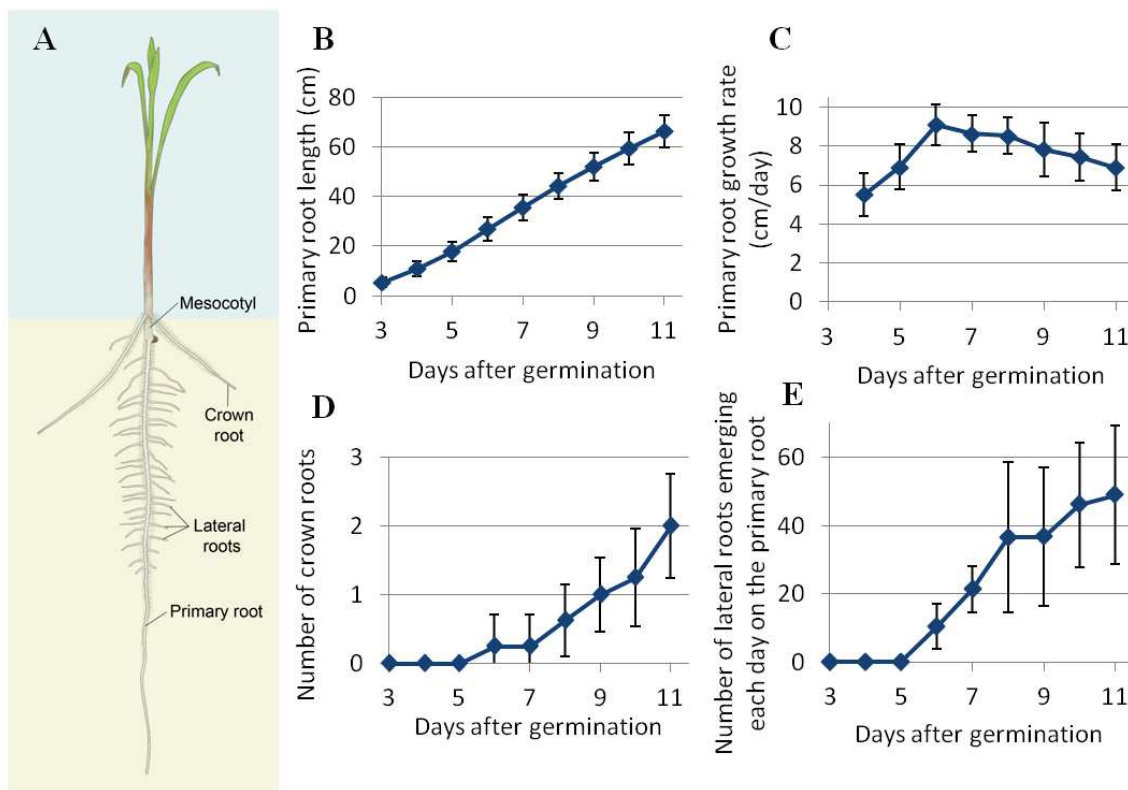 A
Mesocotyl
Crown
root
Lateral
roots
Primary root
B
Primary root length (cm)
80
60
40
20
0
3 5 7 9 11
Days after germination
C
Primary root growth rate
(cm/day)
10
8
6
4
2
0
3 5 7 9 11
Days after germination
D
Number of crown roots
3
2
1
0
3 5 7 9 11
Days after germination
E
Number of lateral roots emerging
each day on the primary root
60
40
20
0
3 5 7 9 11
Days after germination